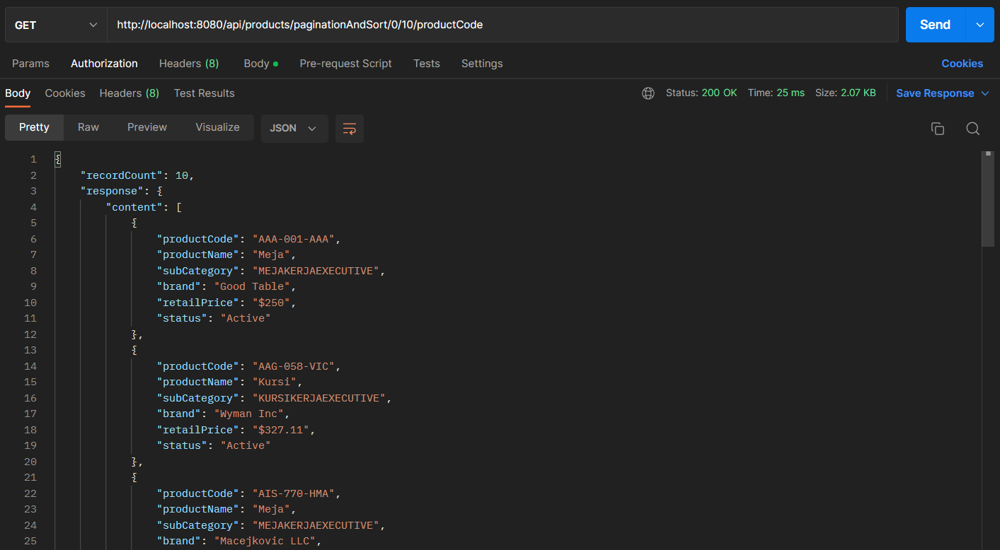 GET http://localhost:8080/api/products/paginationAndSort/0/10/productCode Send
Params Authorization Headers (8) Body Pre-request Script Tests Settings Cookies
Body Cookies Headers (8) Test Results Status: 200 OK Time: 25 ms Size: 2.07 KB Save Response
Pretty Raw Preview Visualize JSON
1 {
2 "recordCount": 10,
3 "response": {
4 "content": [
5 {
6 "productCode": "AAA-001-AAA",
7 "productName": "Meja",
8 "subCategory": "MEJAKERJAEXECUTIVE",
9 "brand": "Good Table",
10 "retailPrice": "$250",
11 "status": "Active"
12 },
13 {
14 "productCode": "AAG-058-VIC",
15 "productName": "Kursi",
16 "subCategory": "KURSIKERJAEXECUTIVE",
17 "brand": "Wyman Inc",
18 "retailPrice": "$327.11",
19 "status": "Active"
20 },
21 {
22 "productCode": "AIS-770-HMA",
23 "productName": "Meja",
24 "subCategory": "MEJAKERJAEXECUTIVE",
25 "brand": "Macejkovic LLC",